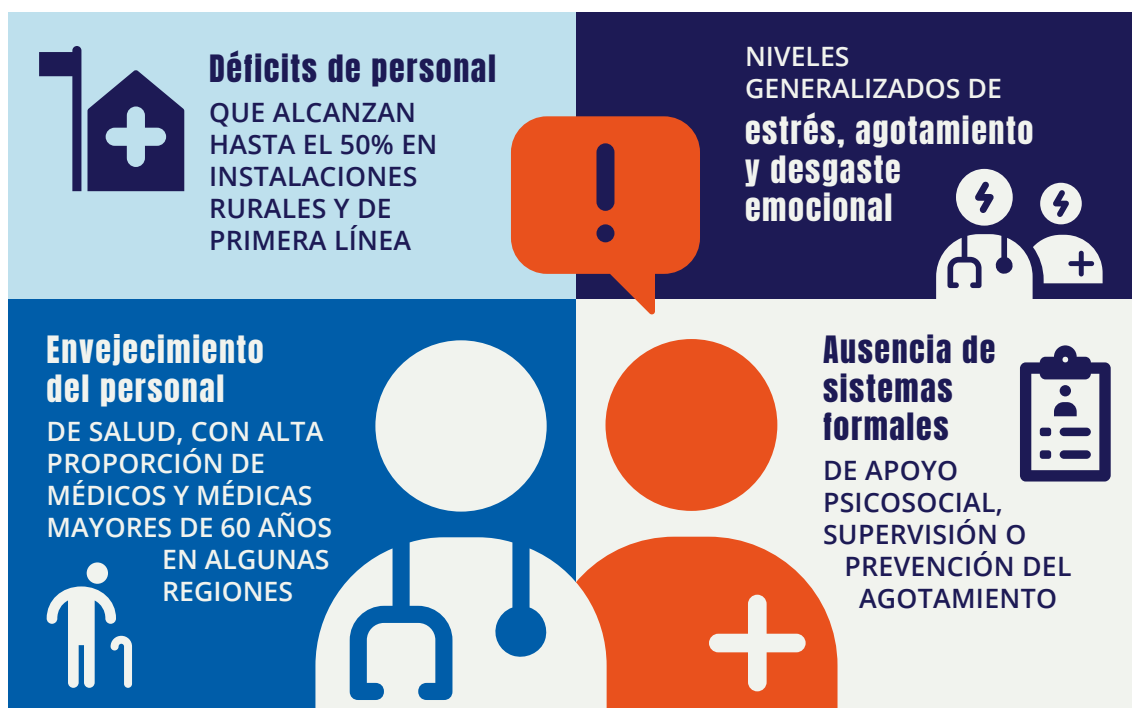 Déficits de personal
QUE ALCANZAN
HASTA EL 50% EN
INSTALACIONES
RURALES Y DE
PRIMERA LÍNEA
NIVELES
GENERALIZADOS DE
estrés, agotamiento
y desgaste
emocional
Envejecimiento
del personal
DE SALUD, CON ALTA
PROPORCIÓN DE
MÉDICOS Y MÉDICAS
MAYORES DE 60 AÑOS
EN ALGUNAS
REGIONES
Ausencia de
sistemas
formales
DE APOYO
PSICOSOCIAL,
SUPERVISIÓN O
PREVENCIÓN DEL
AGOTAMIENTO